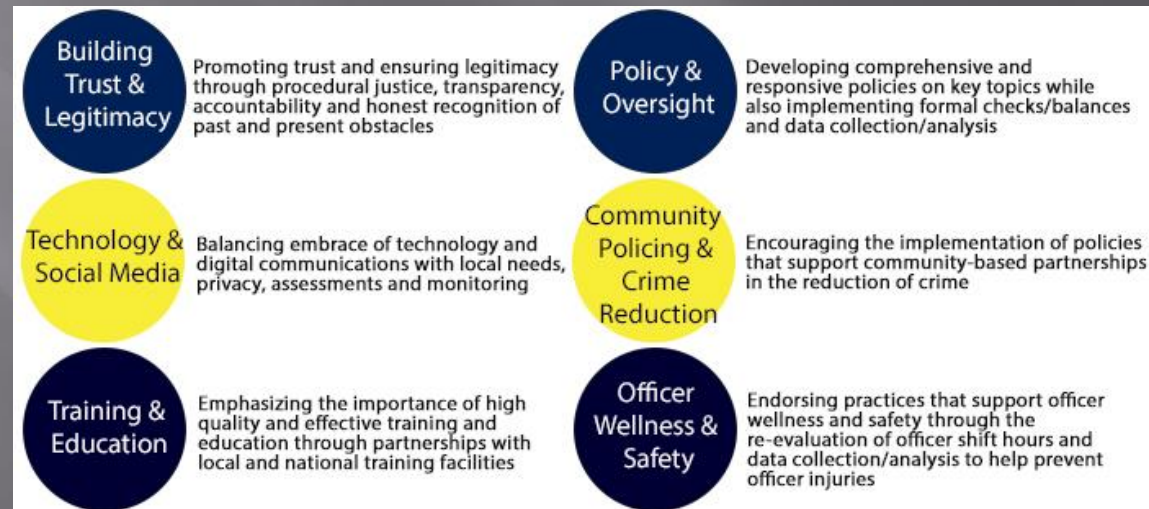 Building
Trust &
Legitimacy
Promoting trust and ensuring legitimacy
through procedural justice, transparency,
accountability and honest recognition of
past and present obstacles
Policy &
Oversight
Developing comprehensive and
responsive policies on key topics while
also implementing formal checks/balances
and data collection/analysis
Technology &
Social Media
Balancing embrace of technology and
digital communications with local needs,
privacy, assessments and monitoring
Community
Policing &
Crime
Reduction
Encouraging the implementation of policies
that support community-based partnerships
in the reduction of crime
Training &
Education
Emphasizing the importance of high
quality and effective training and
education through partnerships with
local and national training facilities
Officer
Wellness &
Safety
Endorsing practices that support officer
wellness and safety through the
re-evaluation of officer shift hours and
data collection/analysis to help prevent
officer injuries